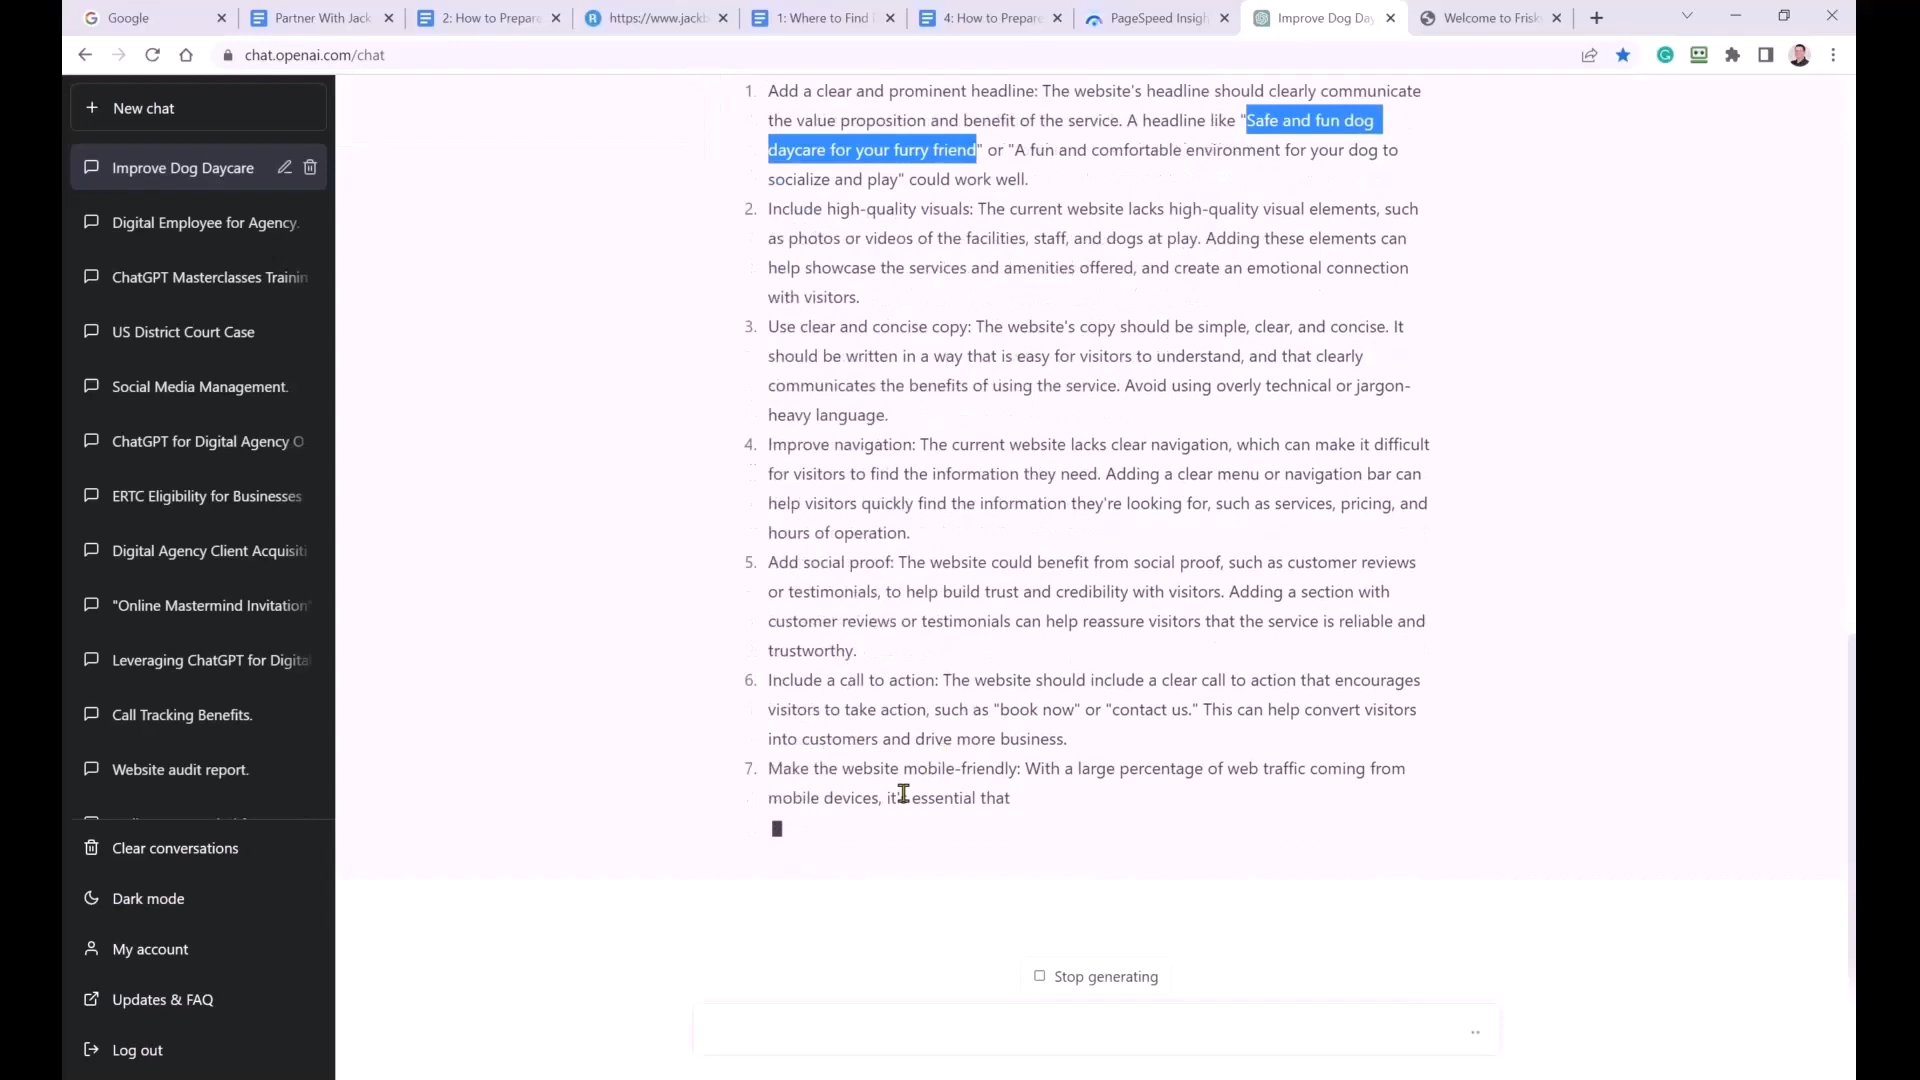 Google
Partner With Jack
2: How to Prepare
https://www.jackb
1: Where to Find
4: How to Prepare
PageSpeed Insigh
Improve Dog Day
Welcome to Frisk
chat.openai.com/chat
New chat
Improve Dog Daycare
Digital Employee for Agency.
ChatGPT Masterclasses Trainin
US District Court Case
Social Media Management.
ChatGPT for Digital Agency O
ERTC Eligibility for Businesses
Digital Agency Client Acquisiti
"Online Mastermind Invitation"
Leveraging ChatGPT for Digita
Call Tracking Benefits.
Website audit report.
Clear conversations
Dark mode
My account
Updates & FAQ
Log out
1. Add a clear and prominent headline: The website's headline should clearly communicate
the value proposition and benefit of the service. A headline like "Safe and fun dog
daycare for your furry friend" or "A fun and comfortable environment for your dog to
socialize and play" could work well.
2. Include high-quality visuals: The current website lacks high-quality visual elements, such
as photos or videos of the facilities, staff, and dogs at play. Adding these elements can
help showcase the services and amenities offered, and create an emotional connection
with visitors.
3. Use clear and concise copy: The website's copy should be simple, clear, and concise. It
should be written in a way that is easy for visitors to understand, and that clearly
communicates the benefits of using the service. Avoid using overly technical or jargon-
heavy language.
4. Improve navigation: The current website lacks clear navigation, which can make it difficult
for visitors to find the information they need. Adding a clear menu or navigation bar can
help visitors quickly find the information they're looking for, such as services, pricing, and
hours of operation.
5. Add social proof: The website could benefit from social proof, such as customer reviews
or testimonials, to help build trust and credibility with visitors. Adding a section with
customer reviews or testimonials can help reassure visitors that the service is reliable and
trustworthy.
6. Include a call to action: The website should include a clear call to action that encourages
visitors to take action, such as "book now" or "contact us." This can help convert visitors
into customers and drive more business.
7. Make the website mobile-friendly: With a large percentage of web traffic coming from
mobile devices, it's essential that
Stop generating